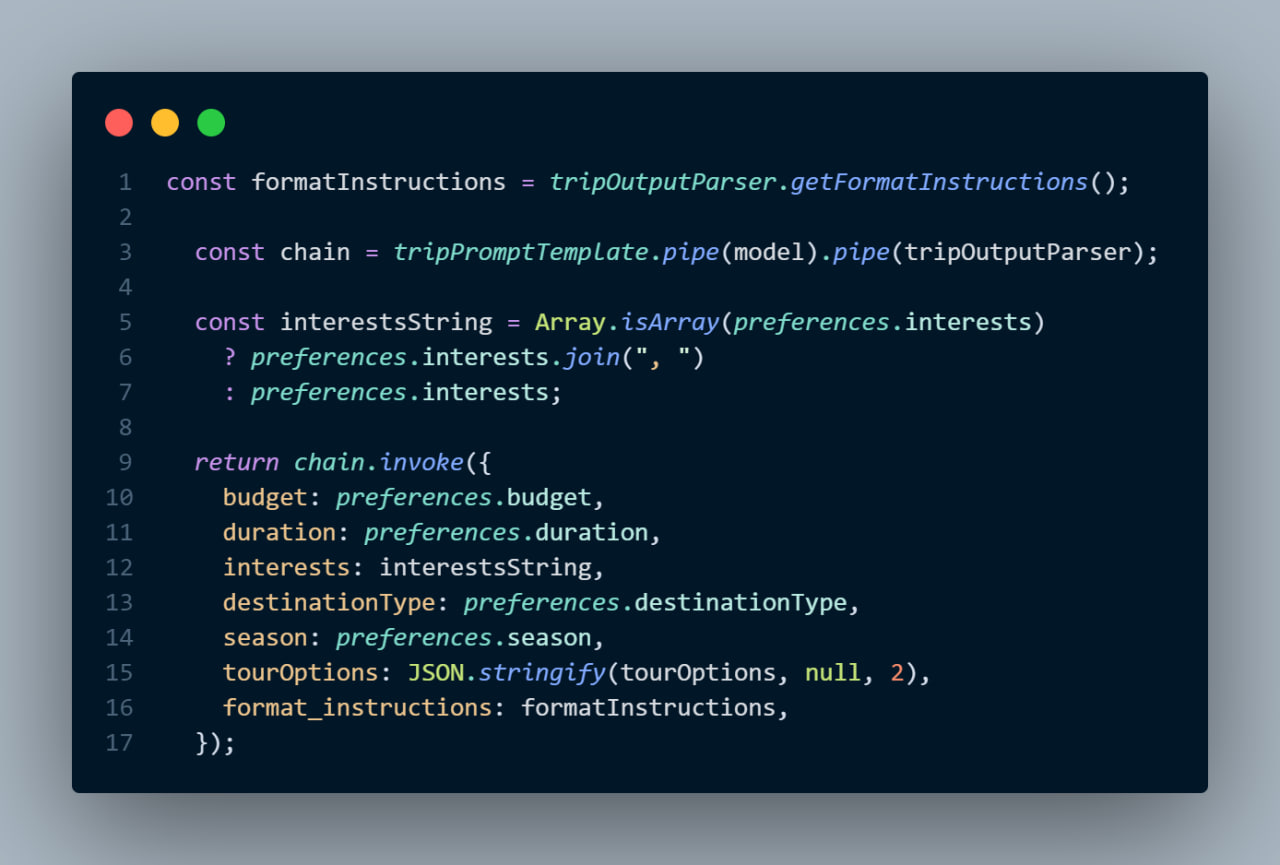 1 const formatInstructions = tripOutputParser.getFormatInstructions();
2
3   const chain = tripPromptTemplate.pipe(model).pipe(tripOutputParser);
4
5   const interestsString = Array.isArray(preferences.interests)
6     ? preferences.interests.join(", ")
7     : preferences.interests;
8
9   return chain.invoke({
10     budget: preferences.budget,
11     duration: preferences.duration,
12     interests: interestsString,
13     destinationType: preferences.destinationType,
14     season: preferences.season,
15     tourOptions: JSON.stringify(tourOptions, null, 2),
16     format_instructions: formatInstructions,
17   });